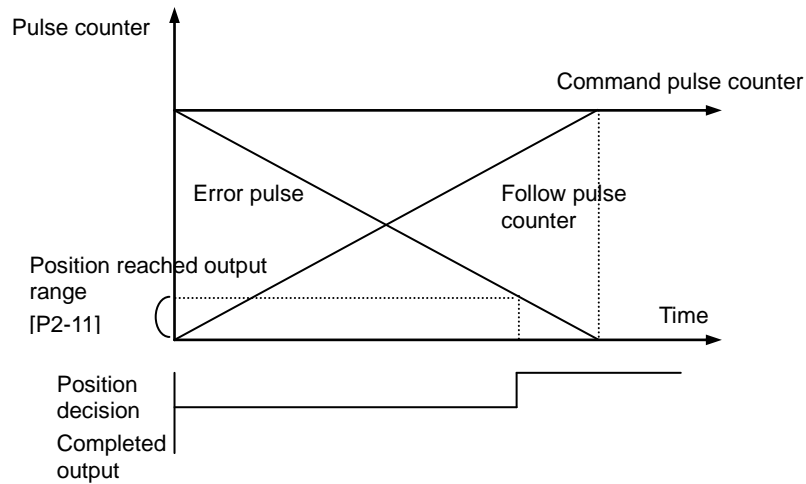 Pulse counter
Command pulse counter
Error pulse
Follow pulse
counter
Position reached output
range
[P2-11]
Time
Position
decision
Completed
output